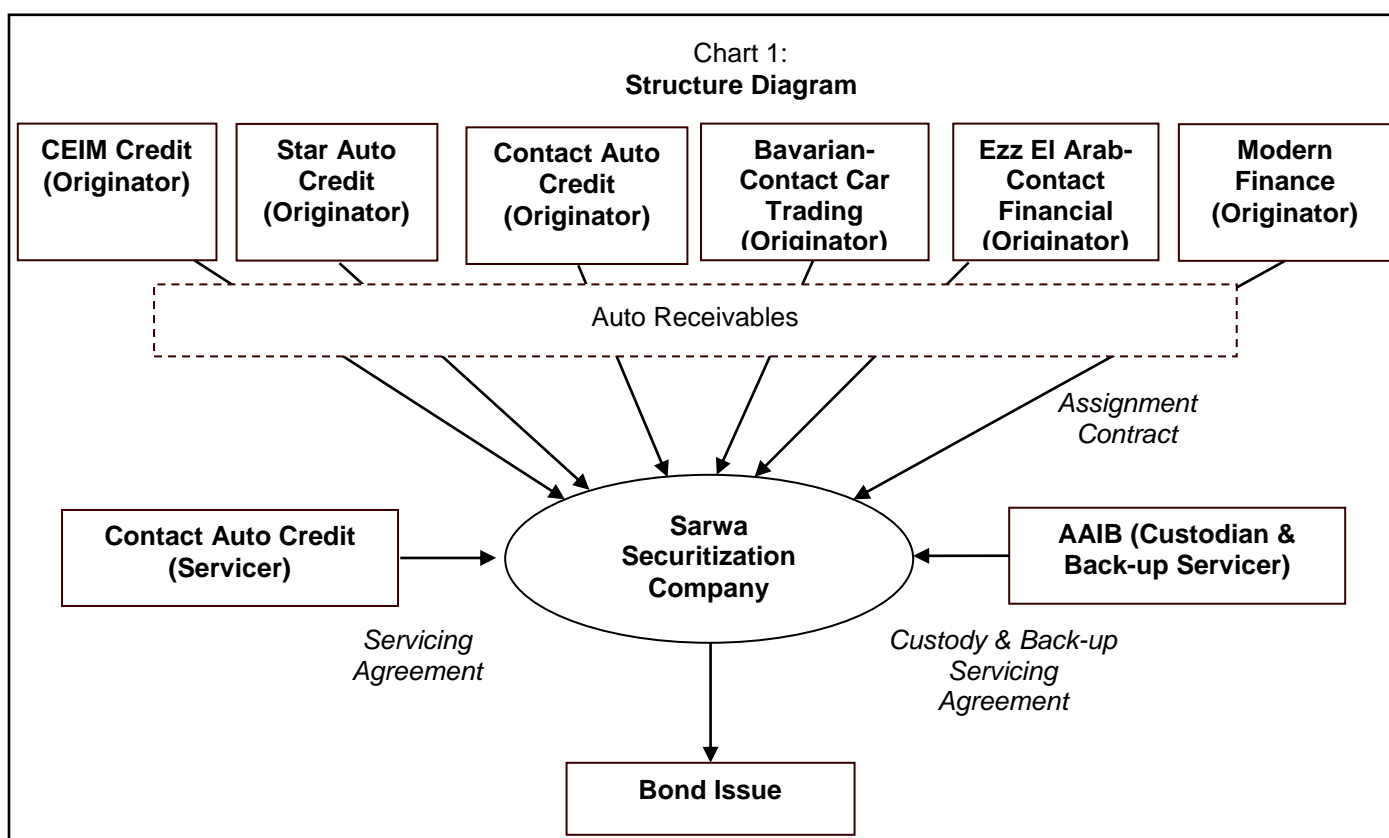 Chart 1:
Structure Diagram
CEIM Credit
(Originator)
Star Auto
Credit
(Originator)
Contact Auto
Credit
(Originator)
Bavarian-
Contact Car
Trading
(Originator)
Ezz El Arab-
Contact
Financial
(Originator)
Modern
Finance
(Originator)
Auto Receivables
Assignment
Contract
Contact Auto Credit
(Servicer)
Sarwa
Securitization
Company
AAIB (Custodian &
Back-up Servicer)
Servicing
Agreement
Custody & Back-up
Servicing
Agreement
Bond Issue